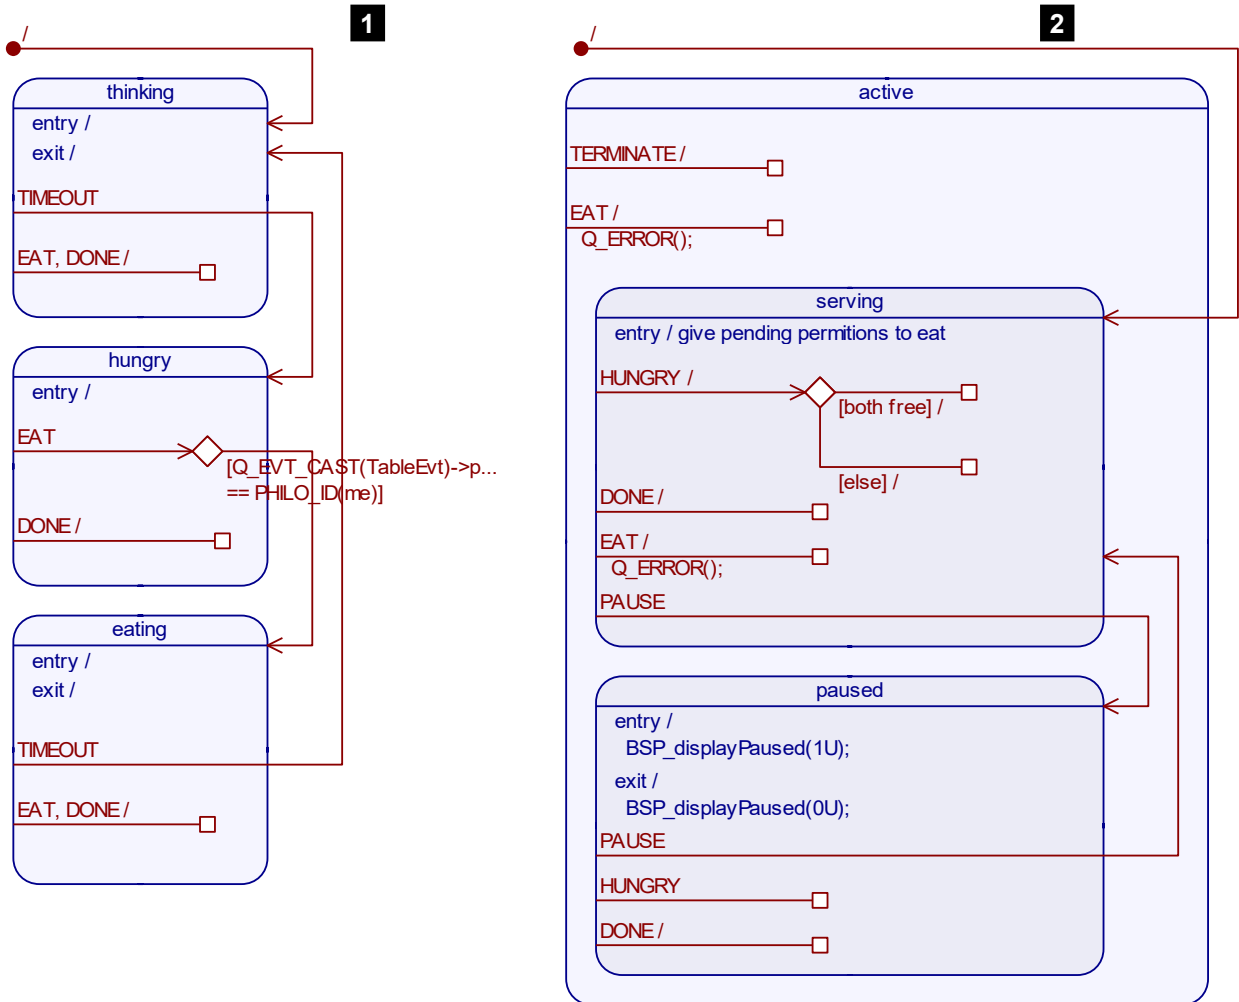 1
/
thinking
entry /
exit /
TIMEOUT
EAT, DONE /
hungry
entry /
EAT
[Q_EVT_CAST(TableEvt)->p...
== PHILO_ID(me)]
DONE /
eating
entry /
exit /
TIMEOUT
EAT, DONE /
2
/
active
TERMINATE /
EAT /
Q_ERROR();
serving
entry / give pending permitions to eat
HUNGRY /
[both free] /
[else] /
DONE /
EAT /
Q_ERROR();
PAUSE
paused
entry /
BSP_displayPaused(1U);
exit /
BSP_displayPaused(0U);
PAUSE
HUNGRY
DONE /